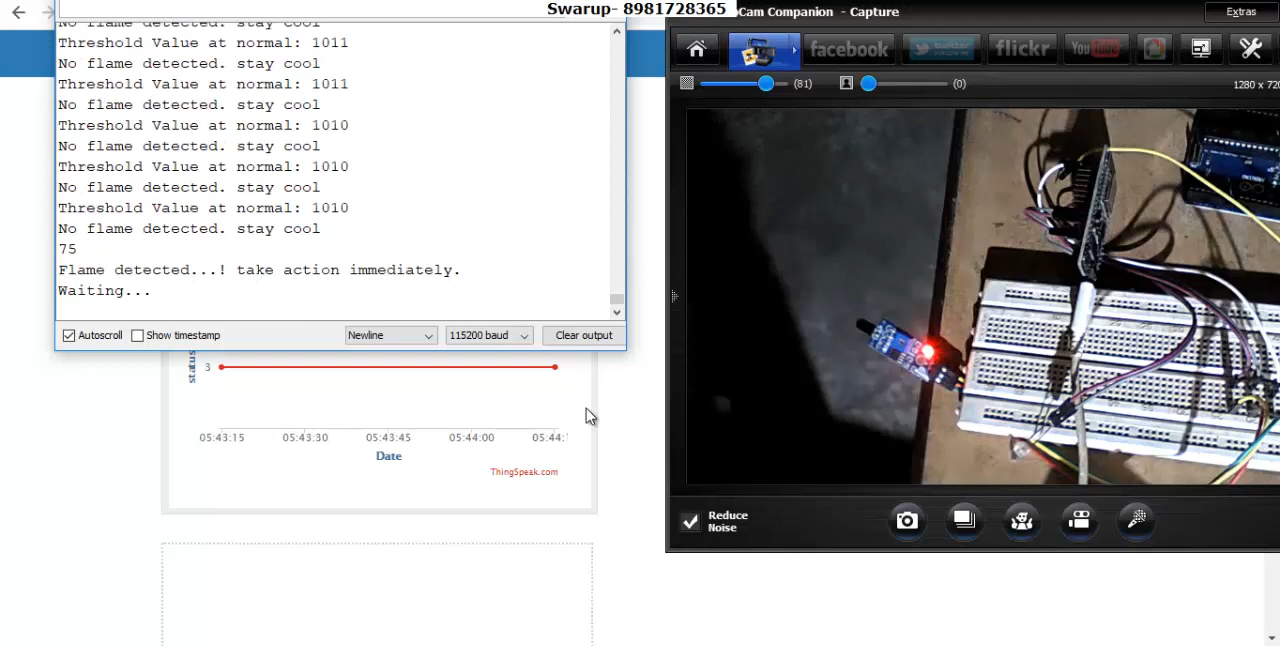 Swarup- 8981728365
No flame detected. stay cool
Threshold Value at normal: 1011
No flame detected. stay cool
Threshold Value at normal: 1011
No flame detected. stay cool
Threshold Value at normal: 1010
No flame detected. stay cool
Threshold Value at normal: 1010
No flame detected. stay cool
Threshold Value at normal: 1010
No flame detected. stay cool
75
Flame detected...! take action immediately.
Waiting...
Autoscroll Show timestamp Newline 115200 baud Clear output
status
3
05:43:15 05:43:30 05:43:45 05:44:00 05:44:
Date
ThingSpeak.com
Cam Companion - Capture Extras
facebook twitter flickr YouTube
(81) (0) 1280 x 720
Reduce
Noise